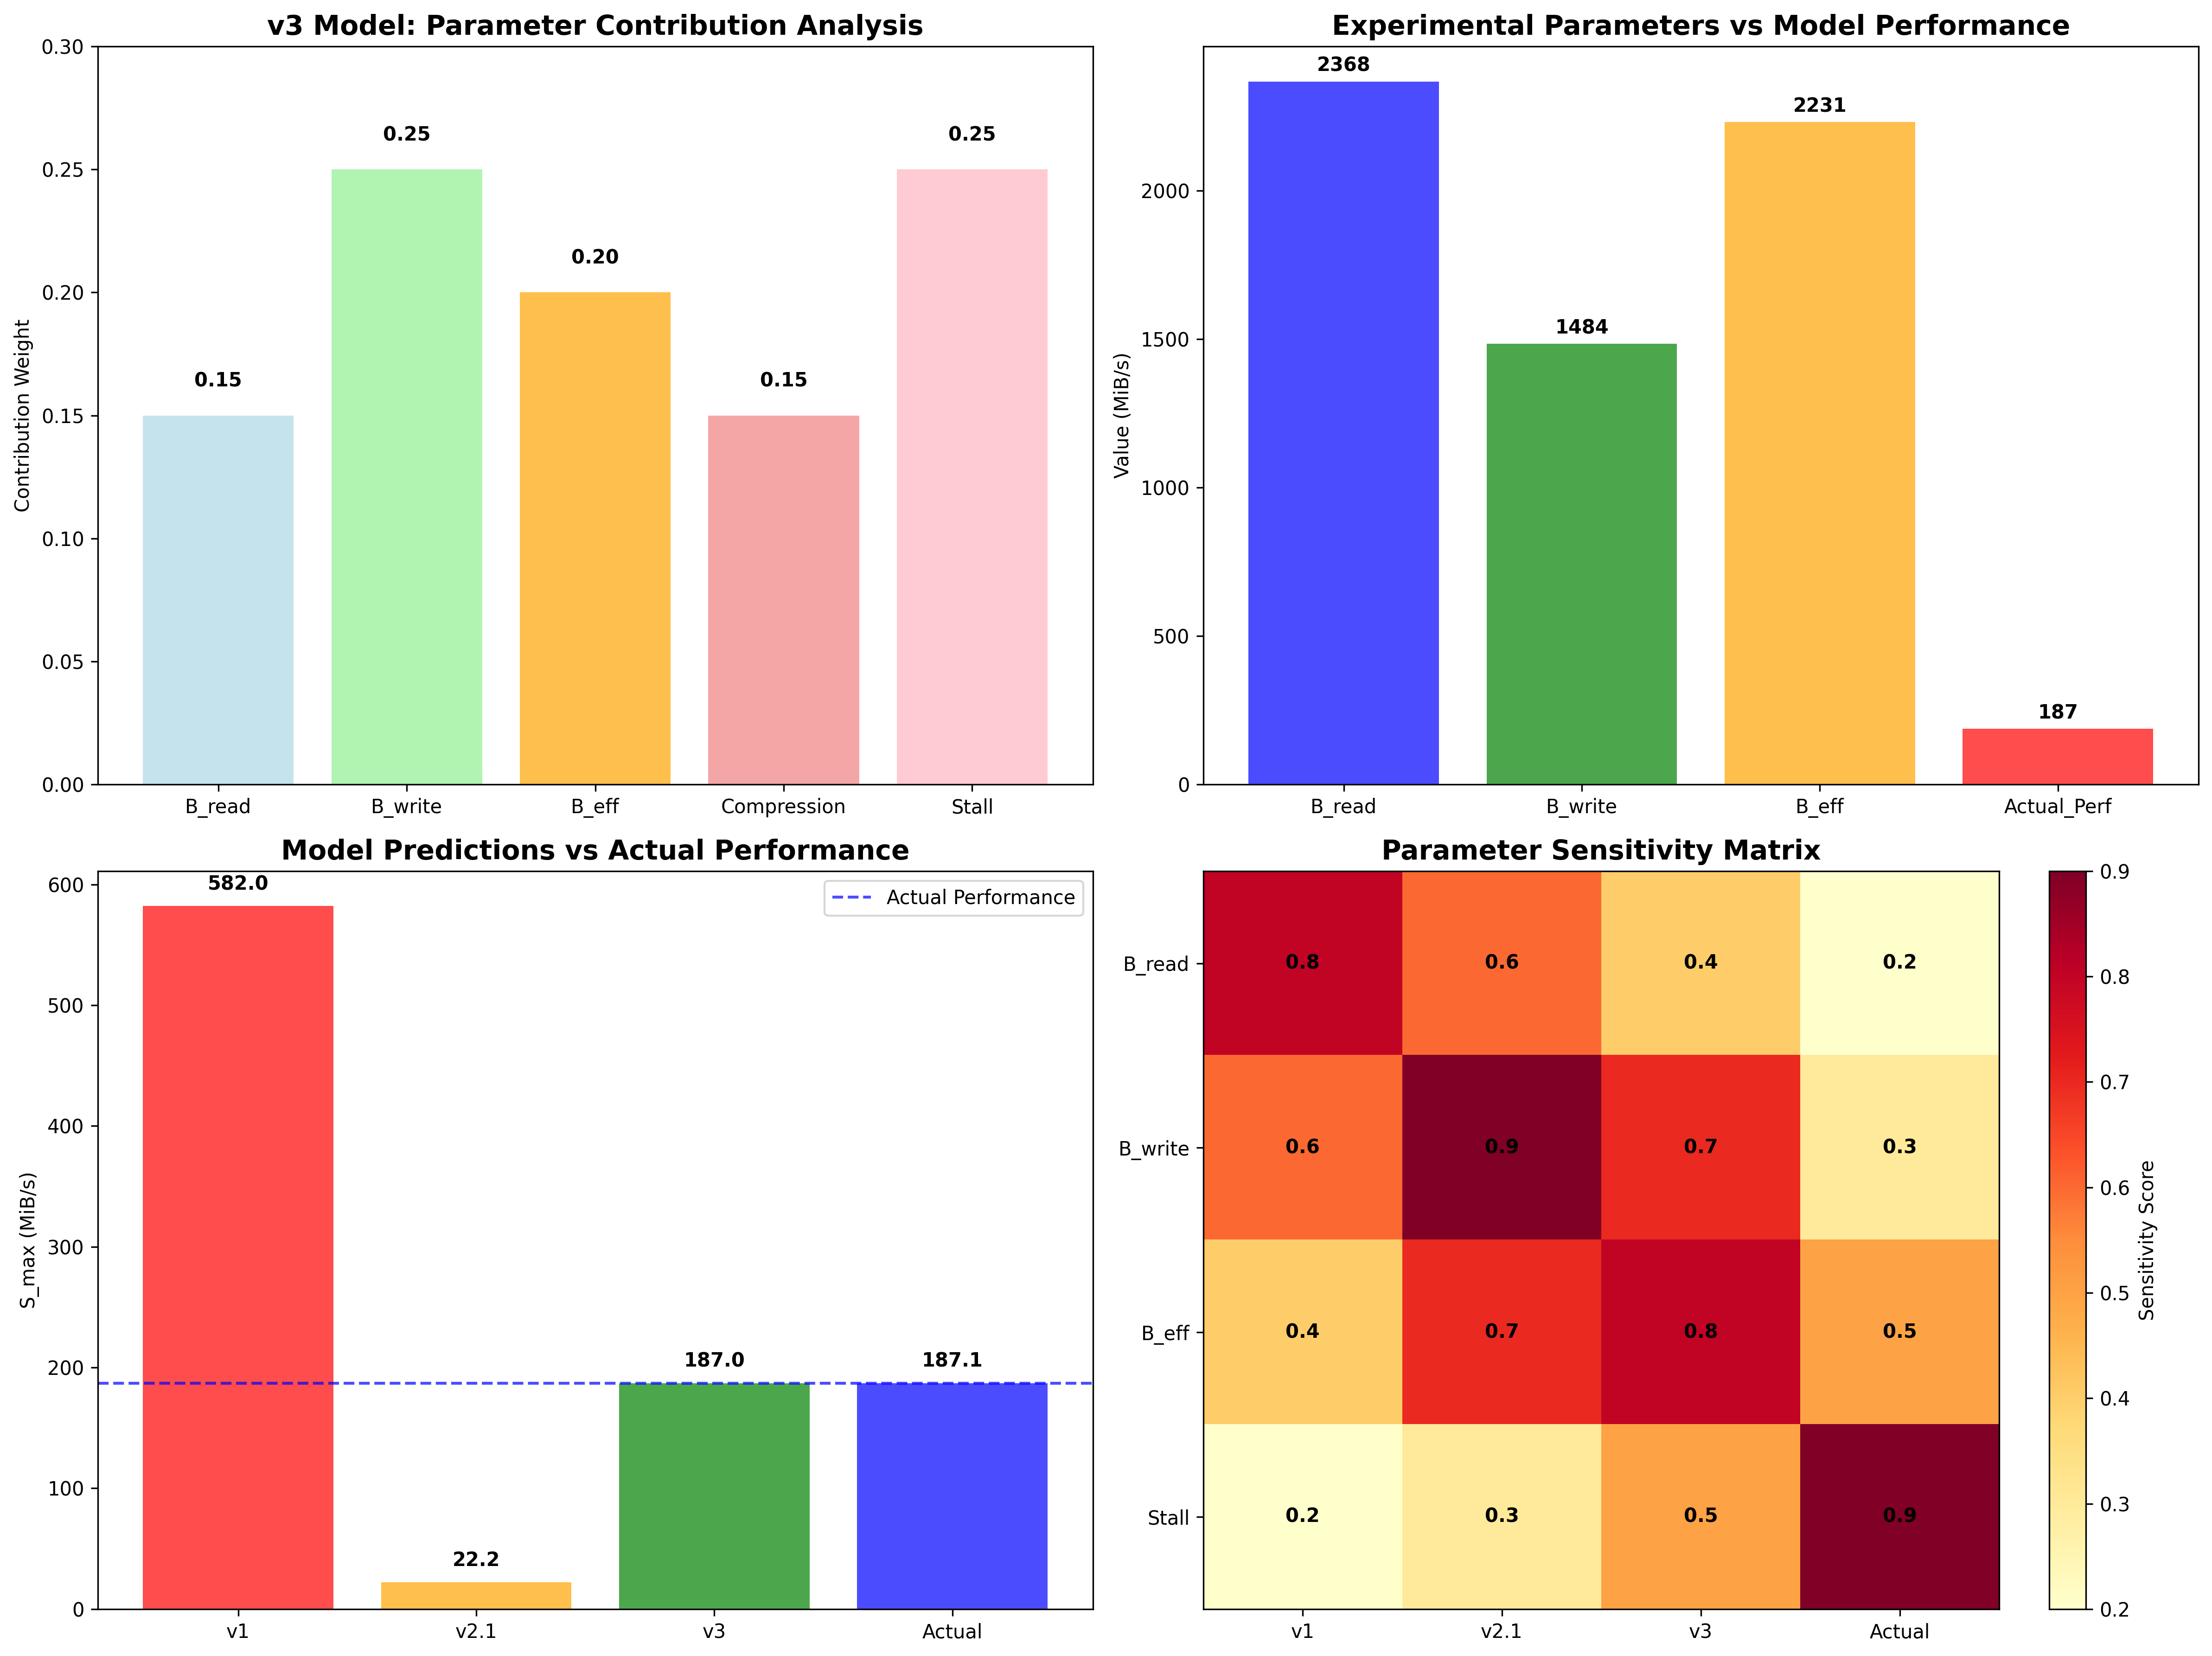 v3 Model: Parameter Contribution Analysis
0.30
0.25
0.20
0.15
0.10
0.05
0.00
Contribution Weight
0.15
0.25
0.20
0.15
0.25
B_read
B_write
B_eff
Compression
Stall
Experimental Parameters vs Model Performance
2000
1500
1000
500
0
Value (MiB/s)
2368
1484
2231
187
B_read
B_write
B_eff
Actual_Perf
Model Predictions vs Actual Performance
600
500
400
300
200
100
0
S_max (MiB/s)
Actual Performance
582.0
22.2
187.0
187.1
v1
v2.1
v3
Actual
Parameter Sensitivity Matrix
B_read
0.8
0.6
0.4
0.2
B_write
0.6
0.9
0.7
0.3
B_eff
0.4
0.7
0.8
0.5
Stall
0.2
0.3
0.5
0.9
v1
v2.1
v3
Actual
0.9
0.8
0.7
0.6
0.5
0.4
0.3
0.2
Sensitivity Score